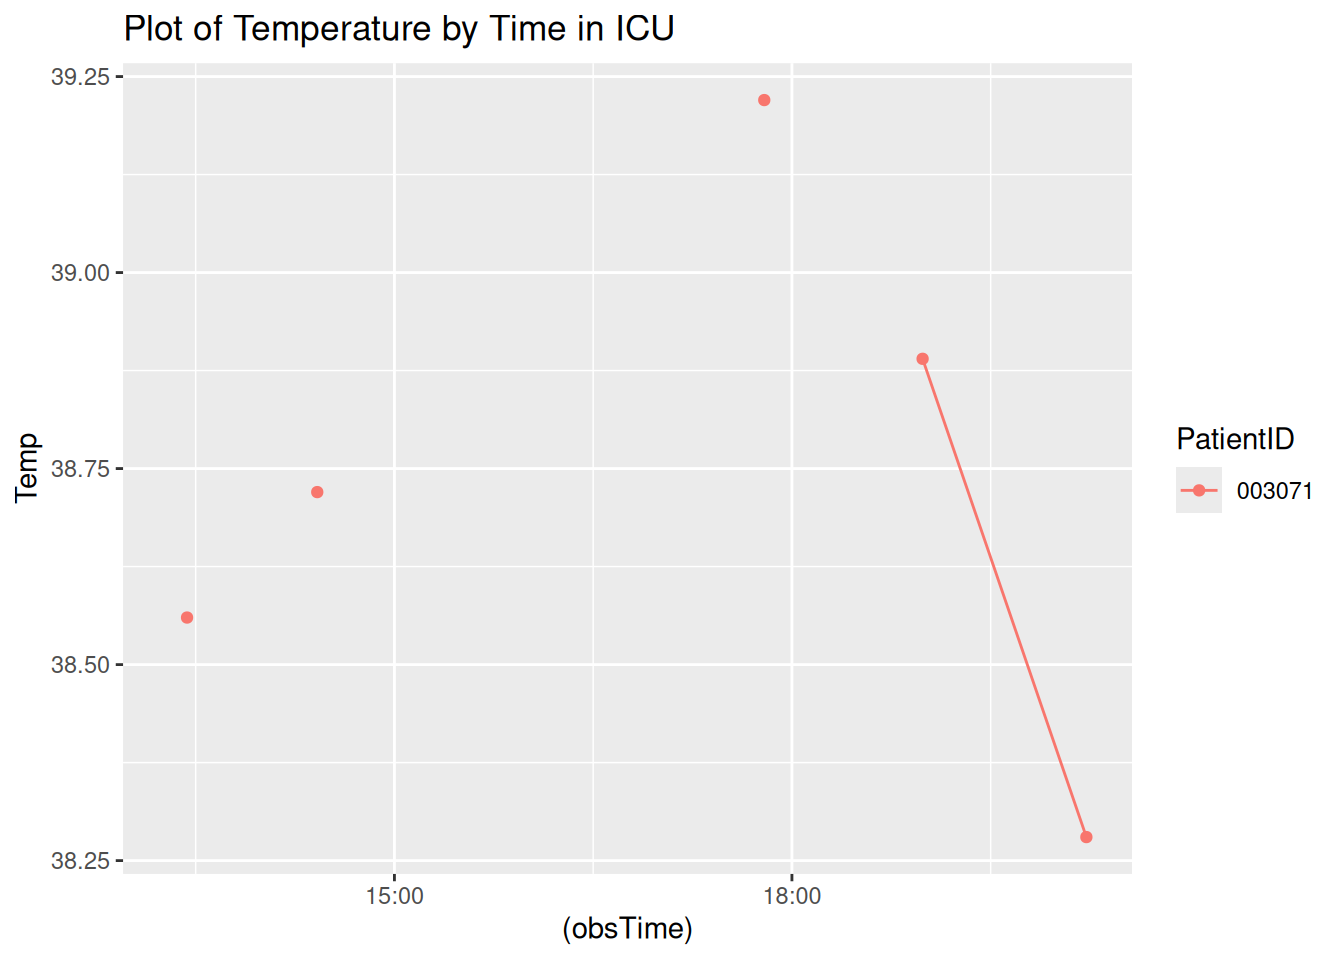 Plot of Temperature by Time in ICU
39.25
39.00
38.75
38.50
38.25
Temp
15:00
18:00
(obsTime)
PatientID
003071